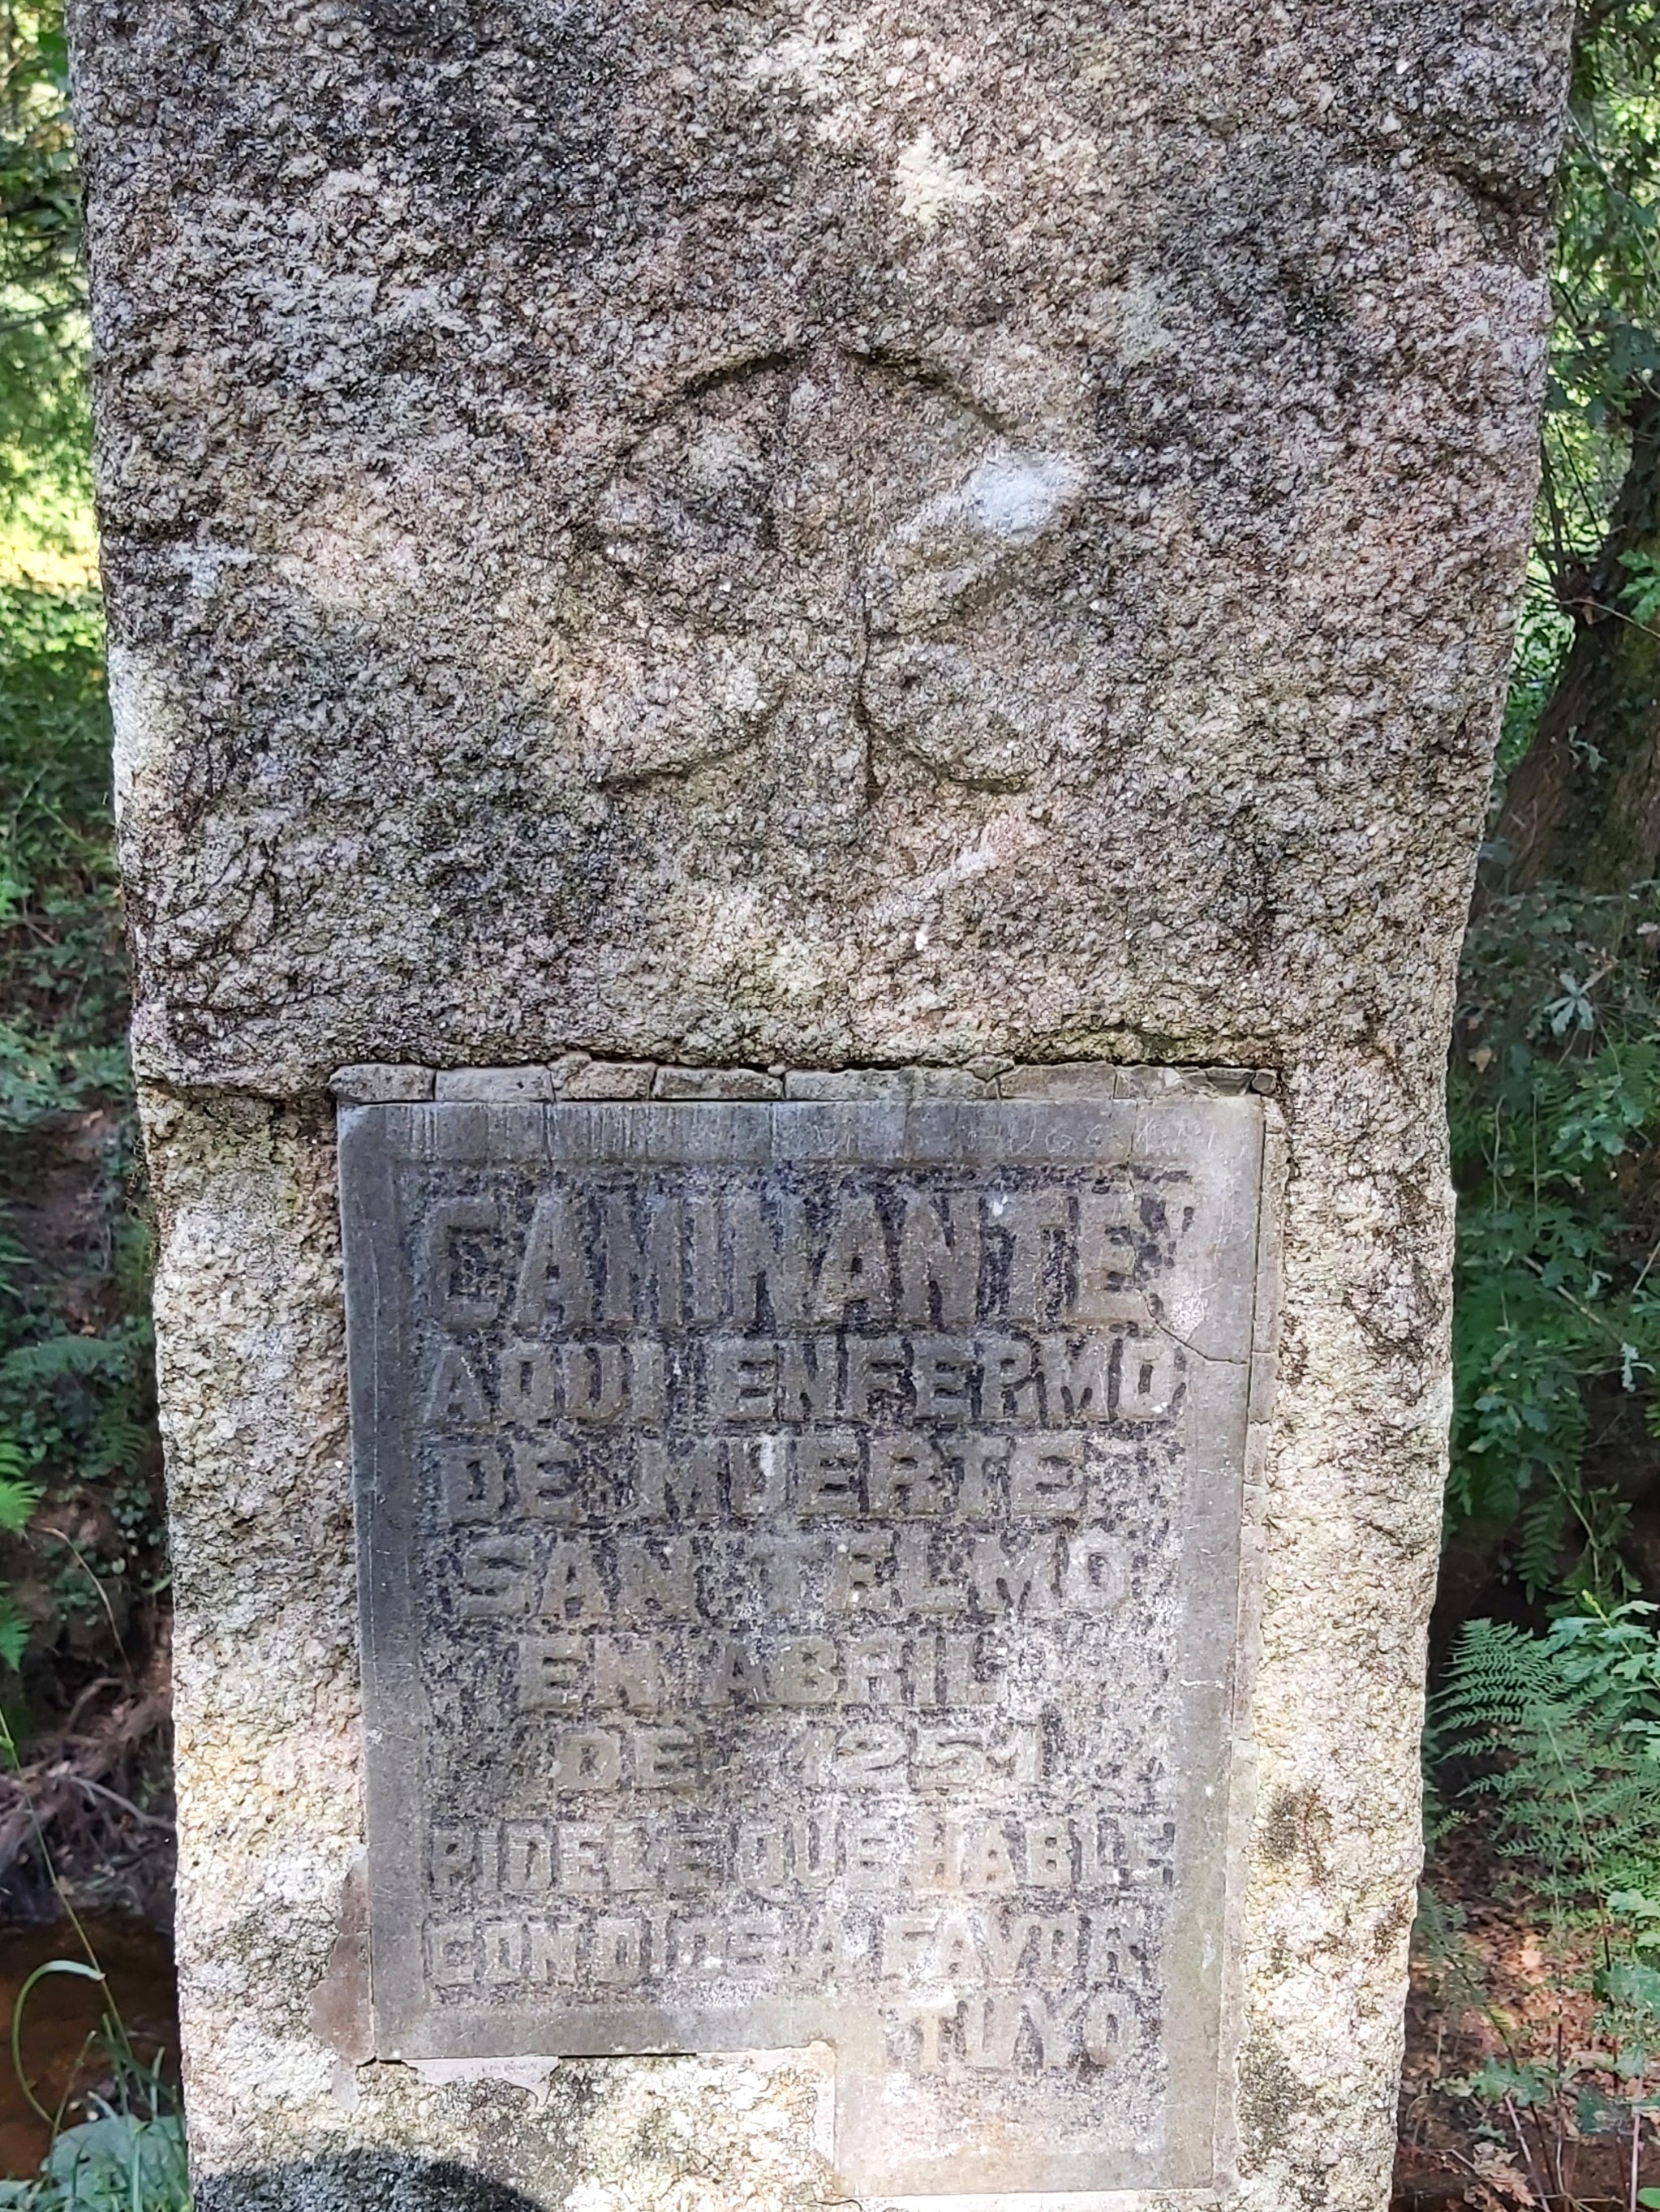 CAMINANTE
AQUI ENFERMO
DE MUERTE
SAN TELMO
EN ABRIL
DE 1251
PIDELE QUE HABLE
CON DIOS A FAVOR
TUYO